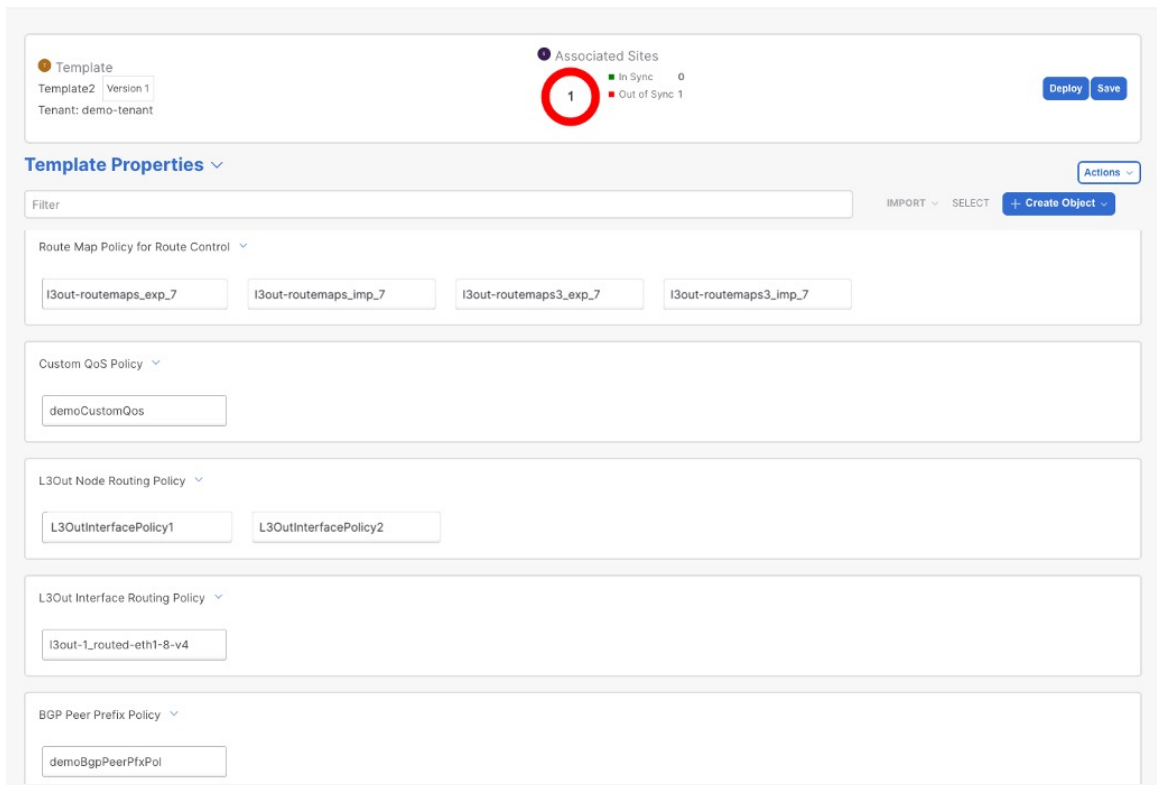 Template
Template2 Version 1
Tenant: demo-tenant
Associated Sites
1
In Sync 0
Out of Sync 1
Deploy Save
Template Properties
Actions
Filter
IMPORT SELECT + Create Object
Route Map Policy for Route Control
l3out-routemaps_exp_7 l3out-routemaps_imp_7 l3out-routemaps3_exp_7 l3out-routemaps3_imp_7
Custom QoS Policy
demoCustomQos
L3Out Node Routing Policy
L3OutInterfacePolicy1 L3OutInterfacePolicy2
L3Out Interface Routing Policy
l3out-1_routed-eth1-8-v4
BGP Peer Prefix Policy
demoBgpPeerPfxPol